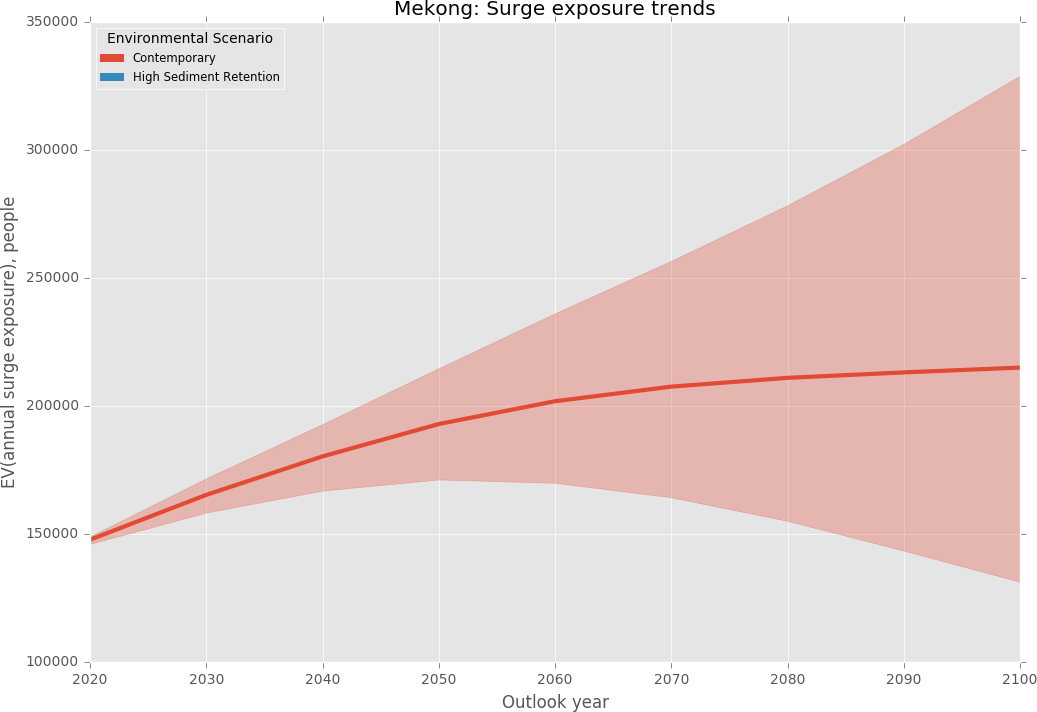 Mekong: Surge exposure trends
350000
300000
250000
200000
150000
100000
EV(annual surge exposure), people
Environmental Scenario
Contemporary
High Sediment Retention
2020 2030 2040 2050 2060 2070 2080 2090 2100
Outlook year